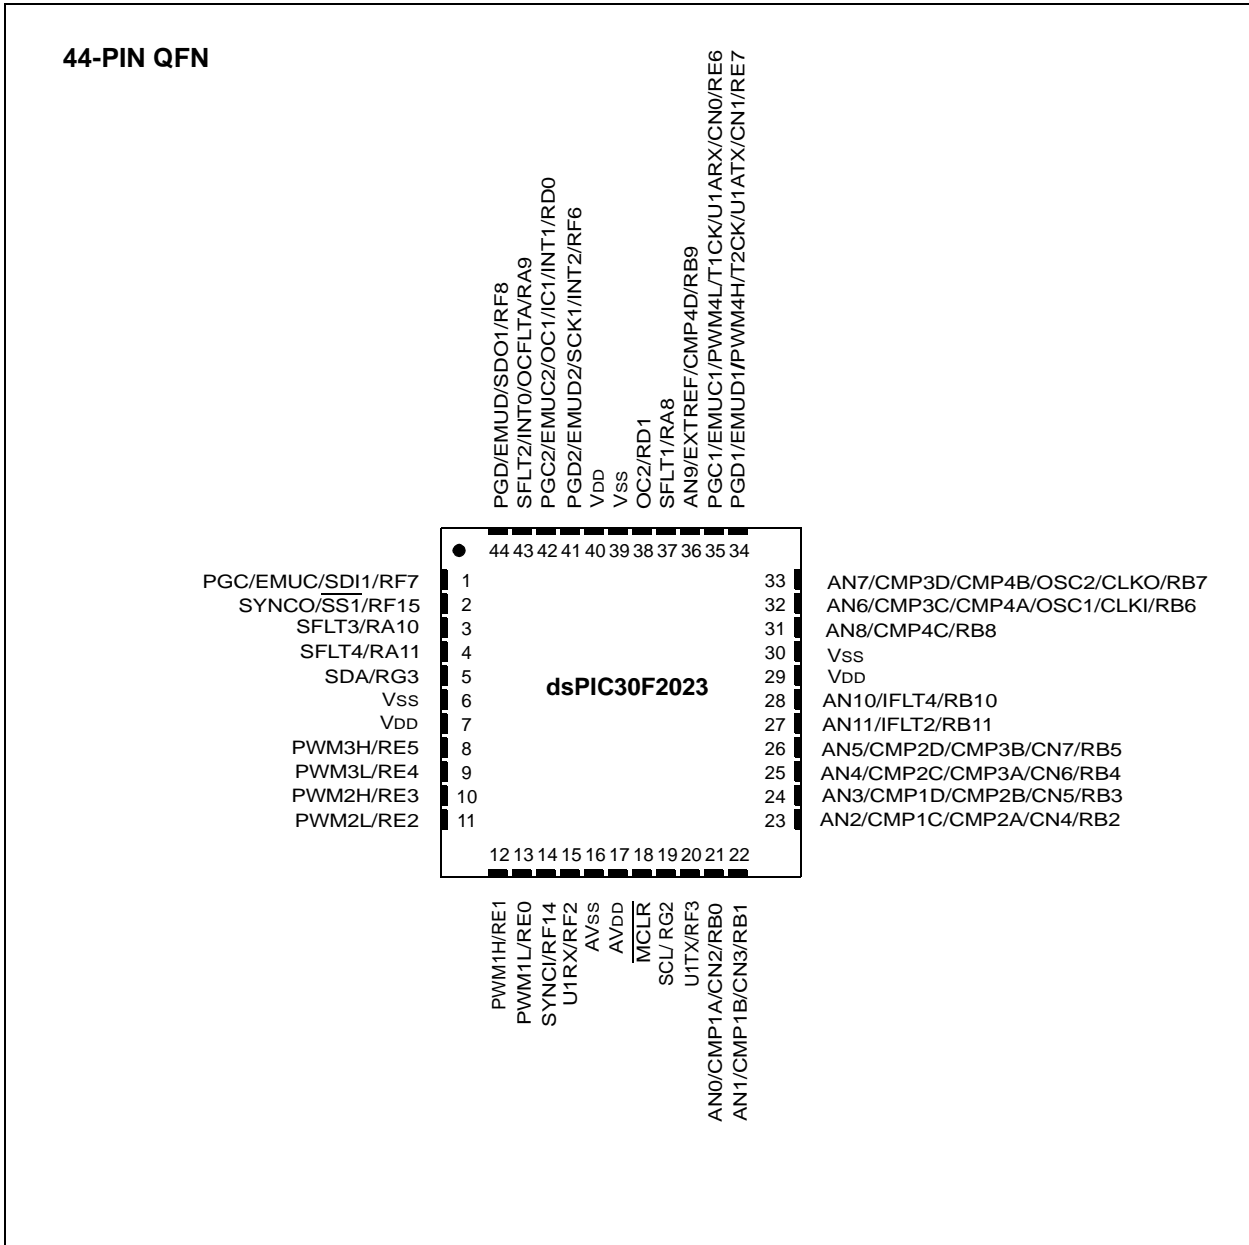 44-PIN QFN
PGD/EMUD/SDO1/RF8
SFLT2/INT0/OCFLTA/RA9
PGC2/EMUC2/OC1/IC1/INT1/RD0
PGD2/EMUD2/SCK1/INT2/RF6
VDD
VSS
OC2/RD1
SFLT1/RA8
AN9/EXTREF/CMP4D/RB9
PGC1/EMUC1/PWM4L/T1CK/U1ARX/CN0/RE6
PGD1/EMUD1/PWM4H/T2CK/U1ATX/CN1/RE7
44 43 42 41 40 39 38 37 36 35 34
PGC/EMUC/SDI1/RF7 1
SYNCO/SS1/RF15 2
SFLT3/RA10 3
SFLT4/RA11 4
SDA/RG3 5
VSS 6
VDD 7
PWM3H/RE5 8
PWM3L/RE4 9
PWM2H/RE3 10
PWM2L/RE2 11
dsPIC30F2023
33 AN7/CMP3D/CMP4B/OSC2/CLKO/RB7
32 AN6/CMP3C/CMP4A/OSC1/CLKI/RB6
31 AN8/CMP4C/RB8
30 VSS
29 VDD
28 AN10/IFLT4/RB10
27 AN11/IFLT2/RB11
26 AN5/CMP2D/CMP3B/CN7/RB5
25 AN4/CMP2C/CMP3A/CN6/RB4
24 AN3/CMP1D/CMP2B/CN5/RB3
23 AN2/CMP1C/CMP2A/CN4/RB2
12 13 14 15 16 17 18 19 20 21 22
PWM1H/RE1
PWM1L/RE0
SYNCI/RF14
U1RX/RF2
AVSS
AVDD
MCLR
SCL/ RG2
U1TX/RF3
AN0/CMP1A/CN2/RB0
AN1/CMP1B/CN3/RB1